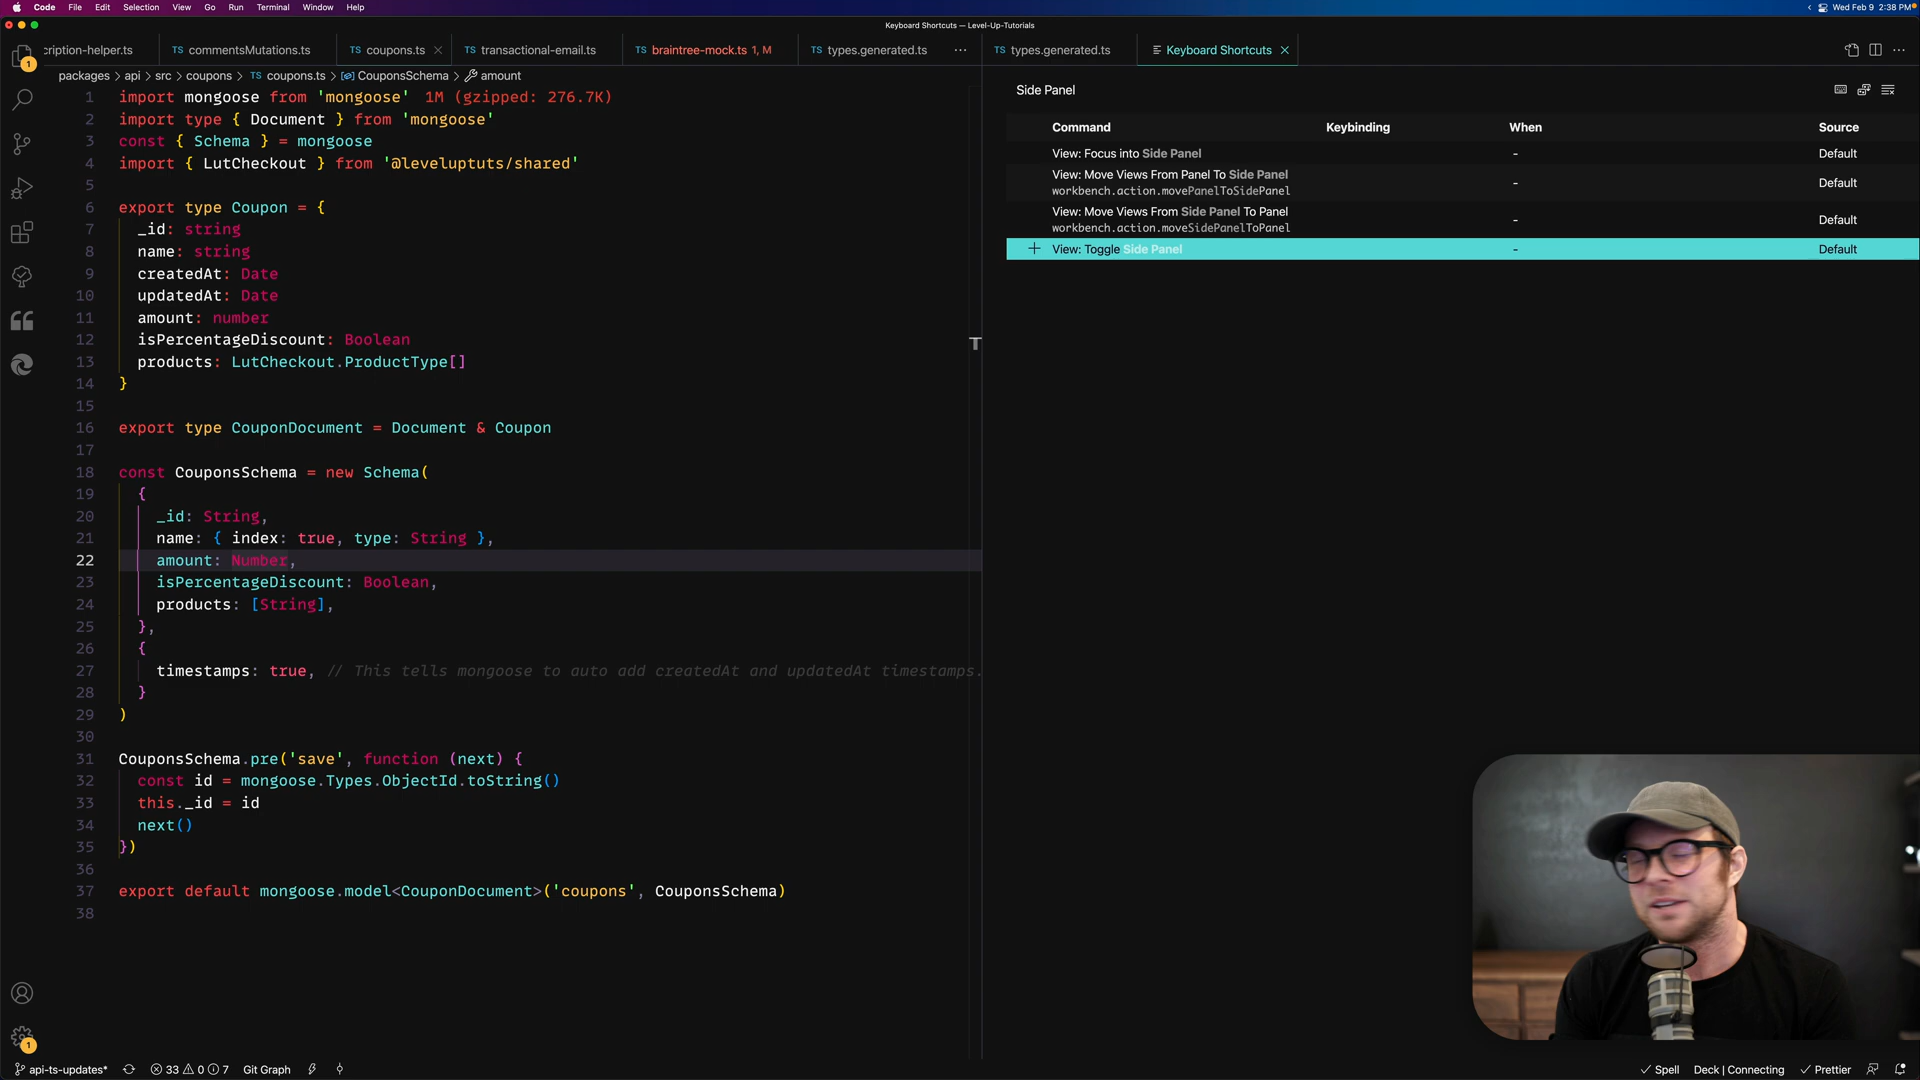 Code File Edit Selection View Go Run Terminal Window Help
Wed Feb 9 2:38 PM
Keyboard Shortcuts — Level-Up-Tutorials
cription-helper.ts
TS commentsMutations.ts
TS coupons.ts
TS transactional-email.ts
TS braintree-mock.ts 1, M
TS types.generated.ts
TS types.generated.ts
Keyboard Shortcuts
packages > api > src > coupons > TS coupons.ts > CouponsSchema > amount
1 import mongoose from 'mongoose' 1M (gzipped: 276.7K)
2 import type { Document } from 'mongoose'
3 const { Schema } = mongoose
4 import { LutCheckout } from '@leveluptuts/shared'
5
6 export type Coupon = {
7 _id: string
8 name: string
9 createdAt: Date
10 updatedAt: Date
11 amount: number
12 isPercentageDiscount: Boolean
13 products: LutCheckout.ProductType[]
14 }
15
16 export type CouponDocument = Document & Coupon
17
18 const CouponsSchema = new Schema(
19 {
20 _id: String,
21 name: { index: true, type: String },
22 amount: Number,
23 isPercentageDiscount: Boolean,
24 products: [String],
25 },
26 {
27 timestamps: true, // This tells mongoose to auto add createdAt and updatedAt timestamps.
28 }
29 )
30
31 CouponsSchema.pre('save', function (next) {
32 const id = mongoose.Types.ObjectId.toString()
33 this._id = id
34 next()
35 })
36
37 export default mongoose.model<CouponDocument>('coupons', CouponsSchema)
38
Side Panel
Command Keybinding When Source
View: Focus into Side Panel - Default
View: Move Views From Panel To Side Panel
workbench.action.movePanelToSidePanel - Default
View: Move Views From Side Panel To Panel
workbench.action.moveSidePanelToPanel - Default
View: Toggle Side Panel - Default
1
1
api-ts-updates* 33 0 7 Git Graph
Spell Deck | Connecting Prettier